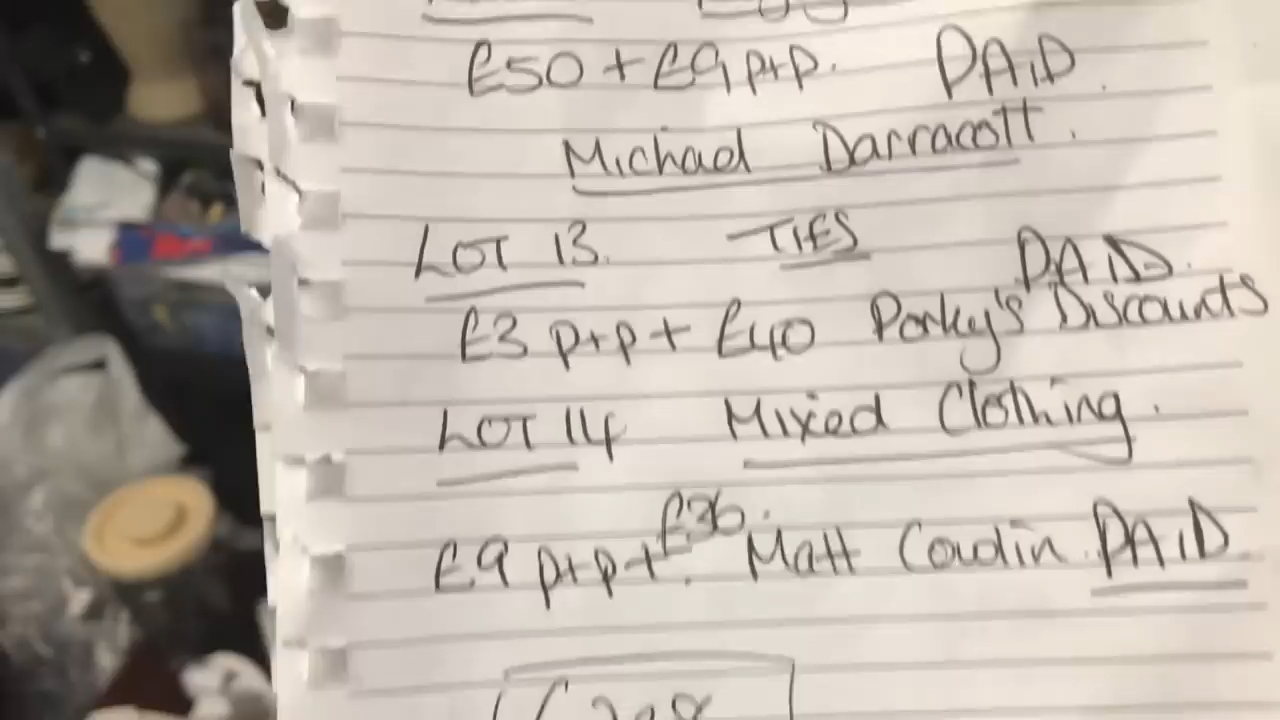 £50 + £9 p+p. PAiD.
Michael Darracott.
LOT 13. TIES PAiD.
£3 p+p + £40 Porky's Discounts
LOT 14 Mixed Clothing.
£9 p+p + £36. Matt PAiD